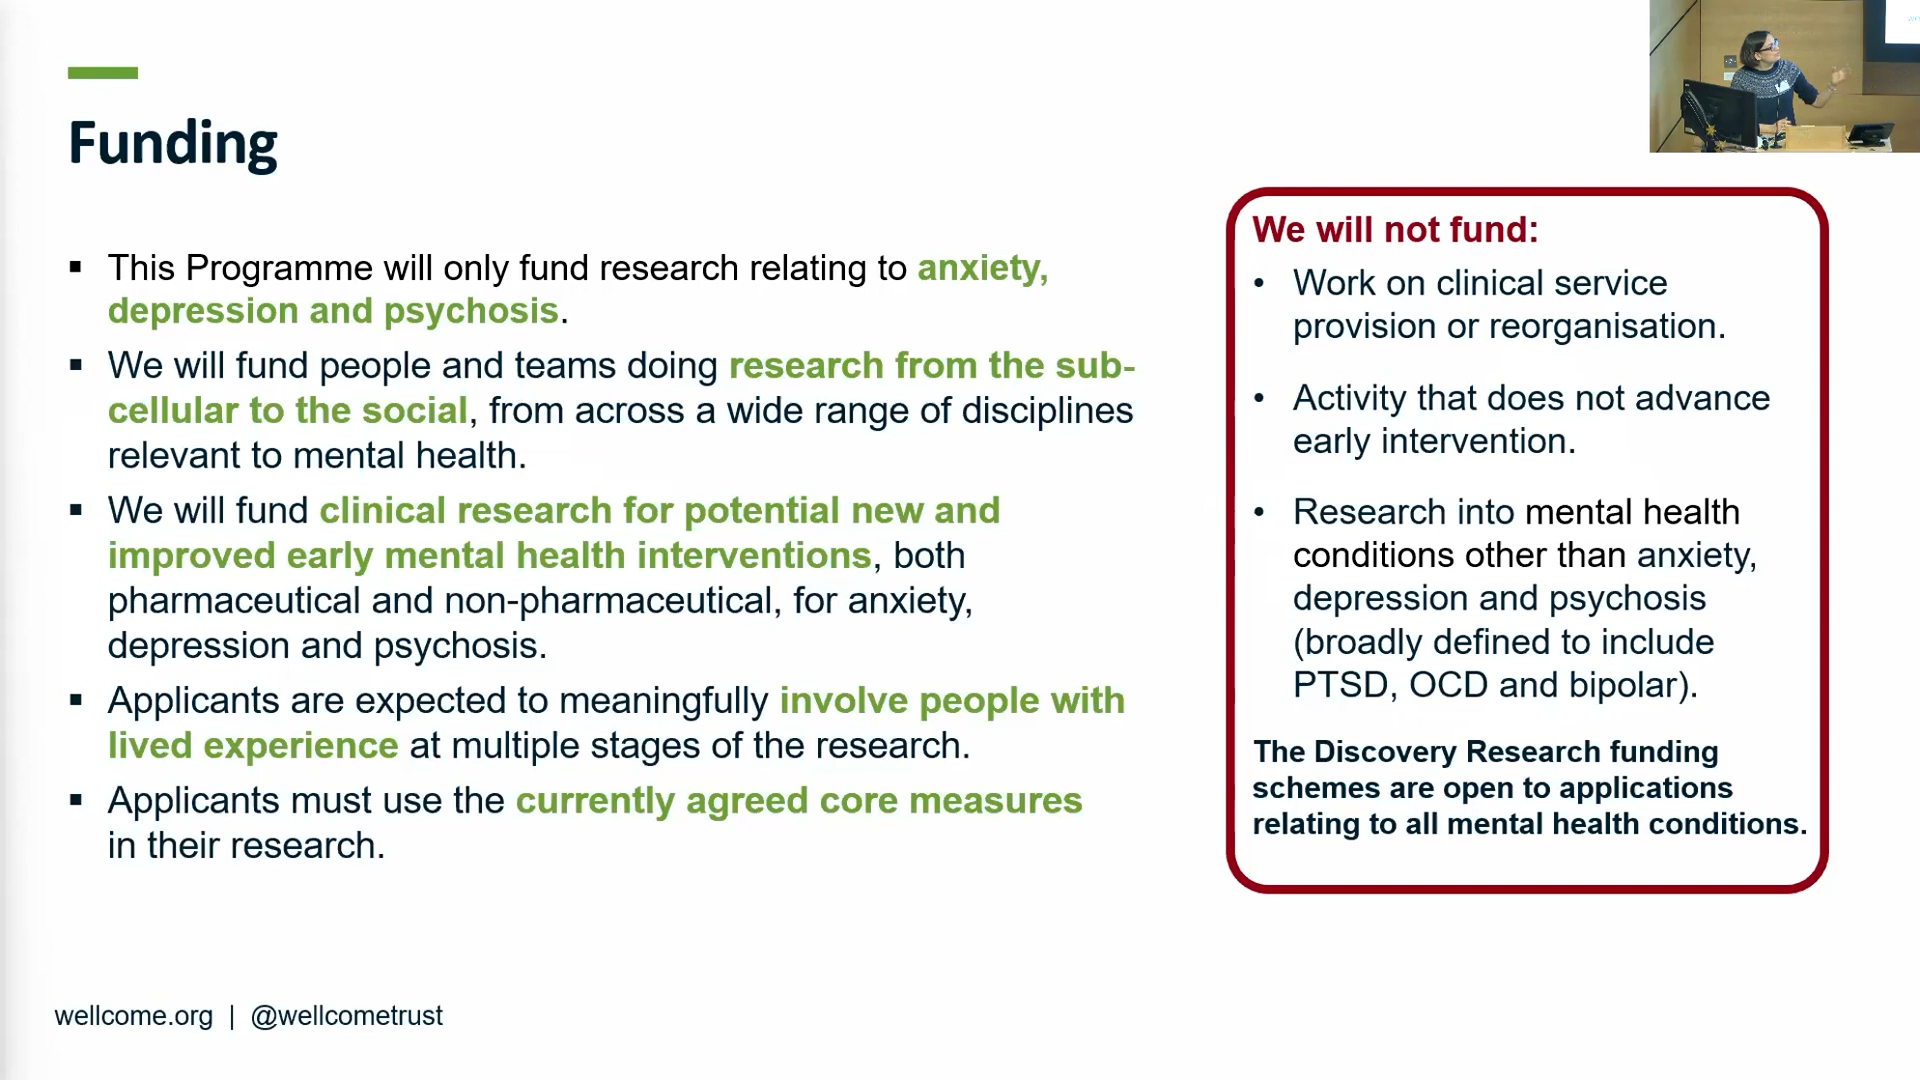 Funding
▪ This Programme will only fund research relating to anxiety,
depression and psychosis.
▪ We will fund people and teams doing research from the sub-
cellular to the social, from across a wide range of disciplines
relevant to mental health.
▪ We will fund clinical research for potential new and
improved early mental health interventions, both
pharmaceutical and non-pharmaceutical, for anxiety,
depression and psychosis.
▪ Applicants are expected to meaningfully involve people with
lived experience at multiple stages of the research.
▪ Applicants must use the currently agreed core measures
in their research.
We will not fund:
• Work on clinical service
provision or reorganisation.
• Activity that does not advance
early intervention.
• Research into mental health
conditions other than anxiety,
depression and psychosis
(broadly defined to include
PTSD, OCD and bipolar).
The Discovery Research funding
schemes are open to applications
relating to all mental health conditions.
wellcome.org | @wellcometrust